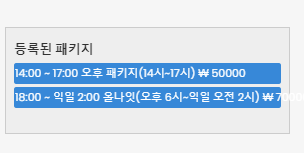 등록된 패키지
14:00 ~ 17:00 오후 패키지(14시~17시) ₩ 50000
18:00 ~ 익일 2:00 올나잇(오후 6시~익일 오전 2시) ₩